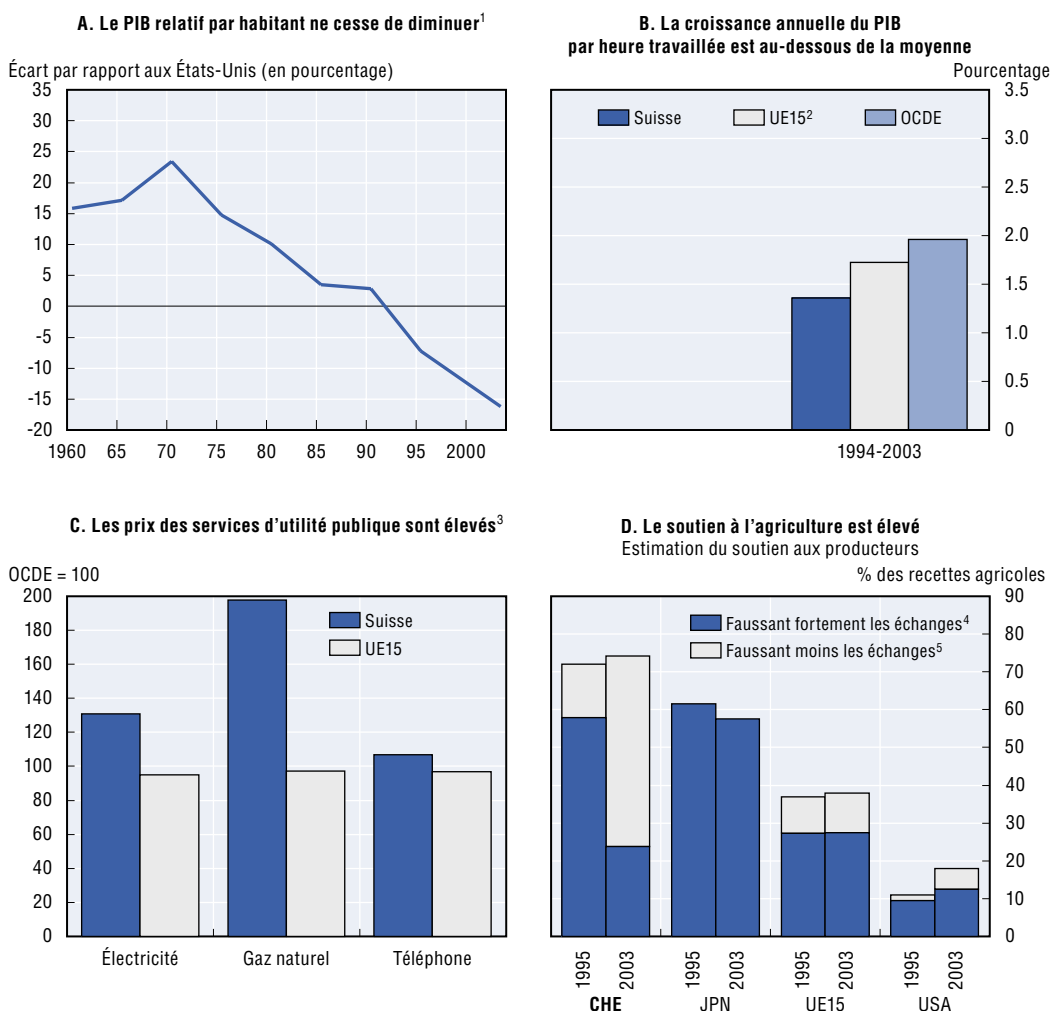 A. Le PIB relatif par habitant ne cesse de diminuer¹
Écart par rapport aux États-Unis (en pourcentage)
35
30
25
20
15
10
5
0
-5
-10
-15
-20
1960 65 70 75 80 85 90 95 2000
B. La croissance annuelle du PIB
par heure travaillée est au-dessous de la moyenne
Pourcentage
Suisse UE15² OCDE
3.5
3.0
2.5
2.0
1.5
1.0
0.5
0
1994-2003
C. Les prix des services d’utilité publique sont élevés³
OCDE = 100
Suisse
UE15
200
180
160
140
120
100
80
60
40
20
0
Électricité Gaz naturel Téléphone
D. Le soutien à l’agriculture est élevé
Estimation du soutien aux producteurs
% des recettes agricoles
Faussant fortement les échanges⁴
Faussant moins les échanges⁵
90
80
70
60
50
40
30
20
10
0
1995 2003 1995 2003 1995 2003 1995 2003
CHE JPN UE15 USA